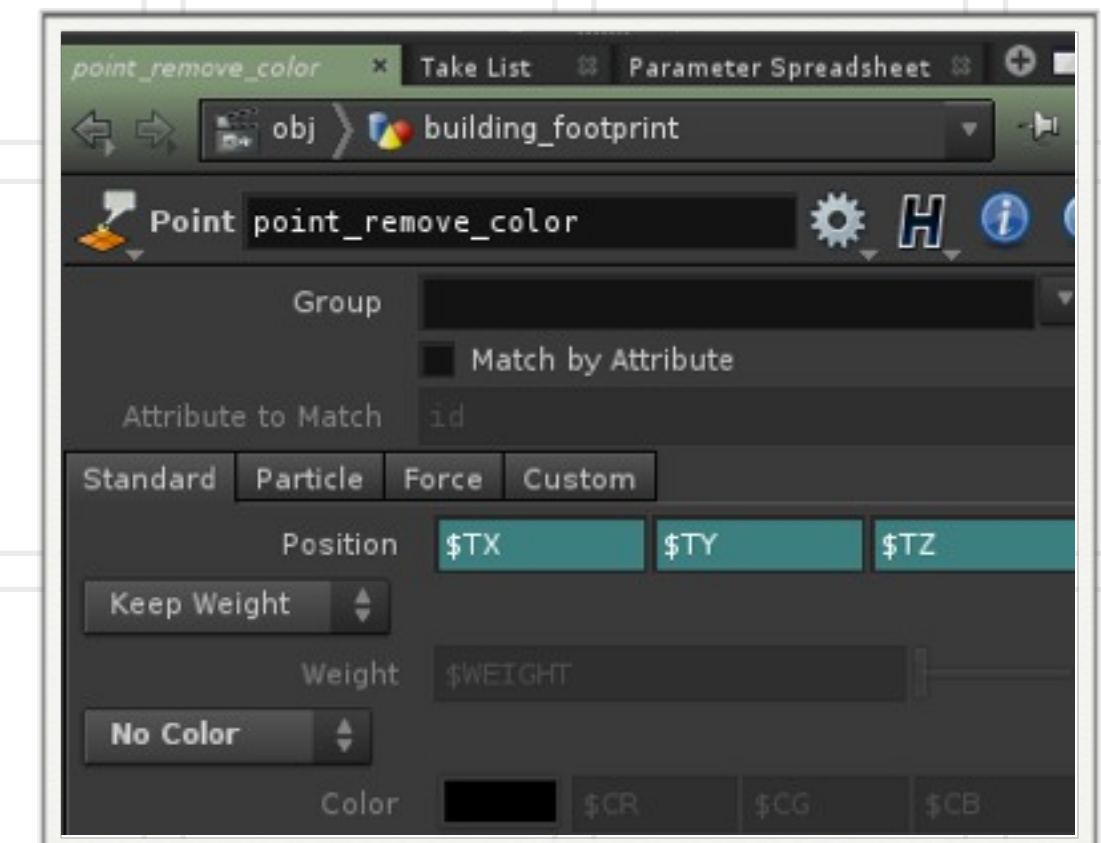 point_remove_color × Take List Parameter Spreadsheet
obj building_footprint
Point point_remove_color
Group
Match by Attribute
Attribute to Match id
Standard Particle Force Custom
Position $TX $TY $TZ
Keep Weight
Weight $WEIGHT
No Color
Color $CR $CG $CB